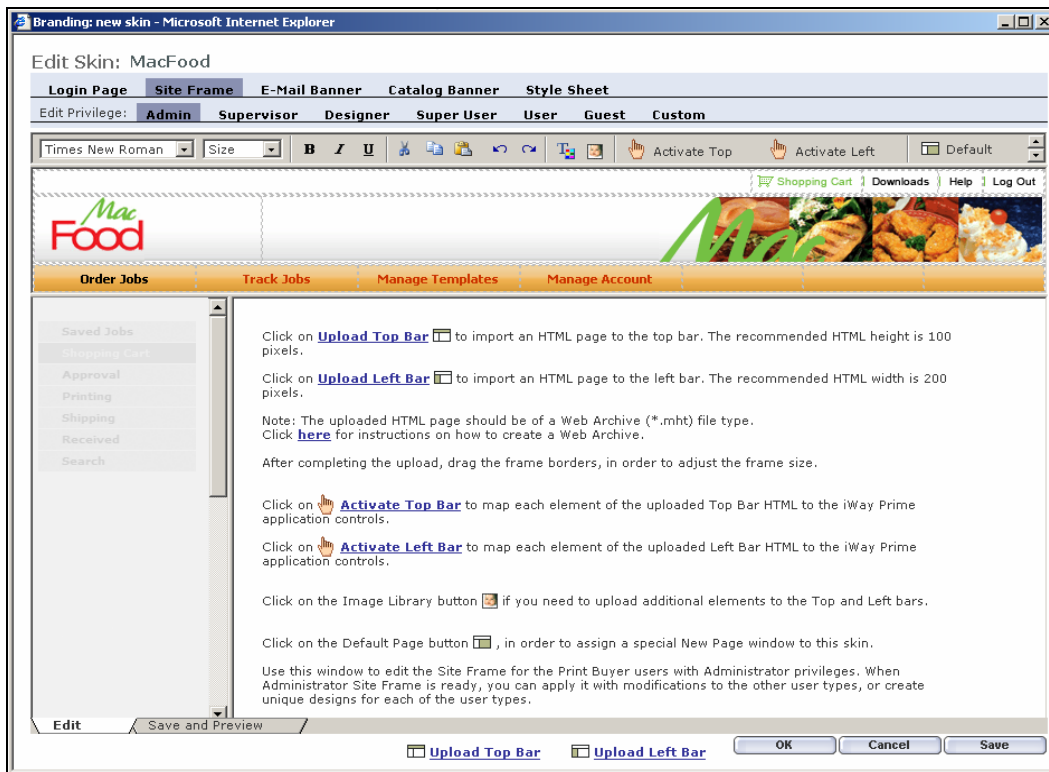 Branding: new skin - Microsoft Internet Explorer
Edit Skin: MacFood
Login Page Site Frame E-Mail Banner Catalog Banner Style Sheet
Edit Privilege: Admin Supervisor Designer Super User User Guest Custom
Times New Roman Size B I U Activate Top Activate Left Default
Shopping Cart Downloads Help Log Out
Mac
Food
Mac
Order Jobs Track Jobs Manage Templates Manage Account
Saved Jobs
Shopping Cart
Approval
Printing
Shipping
Received
Search
Click on Upload Top Bar to import an HTML page to the top bar. The recommended HTML height is 100
pixels.
Click on Upload Left Bar to import an HTML page to the left bar. The recommended HTML width is 200
pixels.
Note: The uploaded HTML page should be of a Web Archive (*.mht) file type.
Click here for instructions on how to create a Web Archive.
After completing the upload, drag the frame borders, in order to adjust the frame size.
Click on Activate Top Bar to map each element of the uploaded Top Bar HTML to the iWay Prime
application controls.
Click on Activate Left Bar to map each element of the uploaded Left Bar HTML to the iWay Prime
application controls.
Click on the Image Library button if you need to upload additional elements to the Top and Left bars.
Click on the Default Page button , in order to assign a special New Page window to this skin.
Use this window to edit the Site Frame for the Print Buyer users with Administrator privileges. When
Administrator Site Frame is ready, you can apply it with modifications to the other user types, or create
unique designs for each of the user types.
Edit Save and Preview
Upload Top Bar Upload Left Bar OK Cancel Save